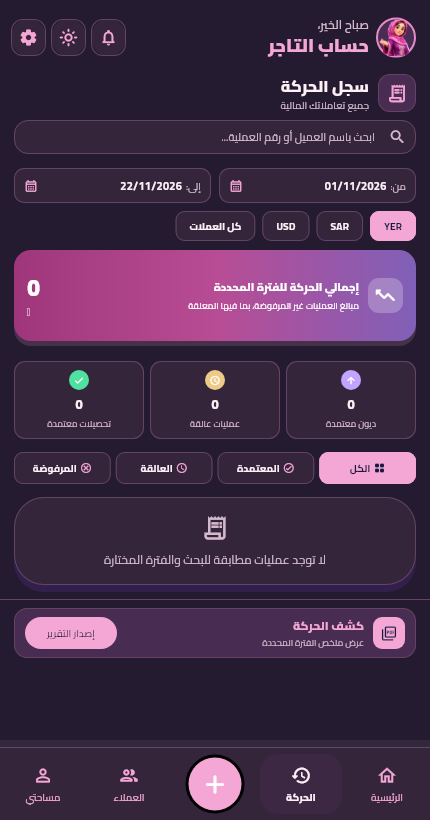 صباح الخير،
حساب التاجر
سجل الحركة
جميع تعاملاتك المالية
ابحث باسم العميل أو رقم العملية...
من: 01/11/2026
إلى: 22/11/2026
YER
SAR
USD
كل العملات
إجمالي الحركة للفترة المحددة
مبالغ العمليات غير المرفوضة، بما فيها المعلقة
0
0
ديون معتمدة
0
عمليات عالقة
0
تحصيلات معتمدة
الكل
المعتمدة
العالقة
المرفوضة
لا توجد عمليات مطابقة للبحث والفترة المختارة
كشف الحركة
عرض ملخص الفترة المحددة
إصدار التقرير
الرئيسية
الحركة
العملاء
مساحتي